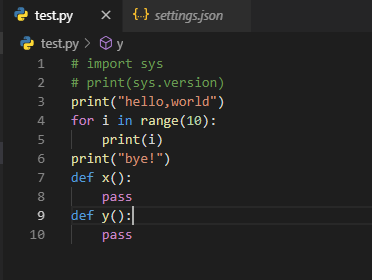 test.py × {} settings.json
test.py > y
1 # import sys
2 # print(sys.version)
3 print("hello,world")
4 for i in range(10):
5     print(i)
6 print("bye!")
7 def x():
8     pass
9 def y():
10     pass